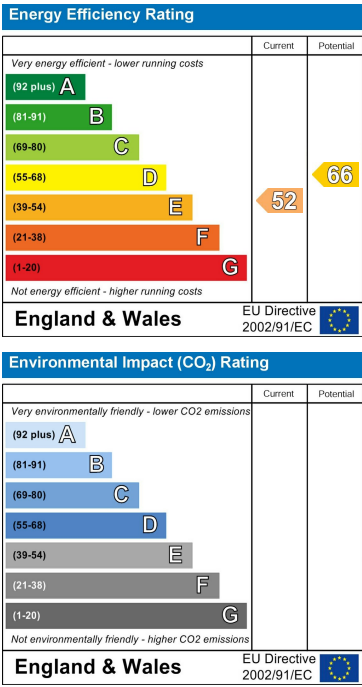 Energy Efficiency Rating
Current Potential
Very energy efficient - lower running costs
(92 plus) A
(81-91) B
(69-80) C
(55-68) D
66
(39-54) E
52
(21-38) F
(1-20) G
Not energy efficient - higher running costs
England & Wales
EU Directive
2002/91/EC
Environmental Impact (CO₂) Rating
Current Potential
Very environmentally friendly - lower CO2 emissions
(92 plus) A
(81-91) B
(69-80) C
(55-68) D
(39-54) E
(21-38) F
(1-20) G
Not environmentally friendly - higher CO2 emissions
England & Wales
EU Directive
2002/91/EC